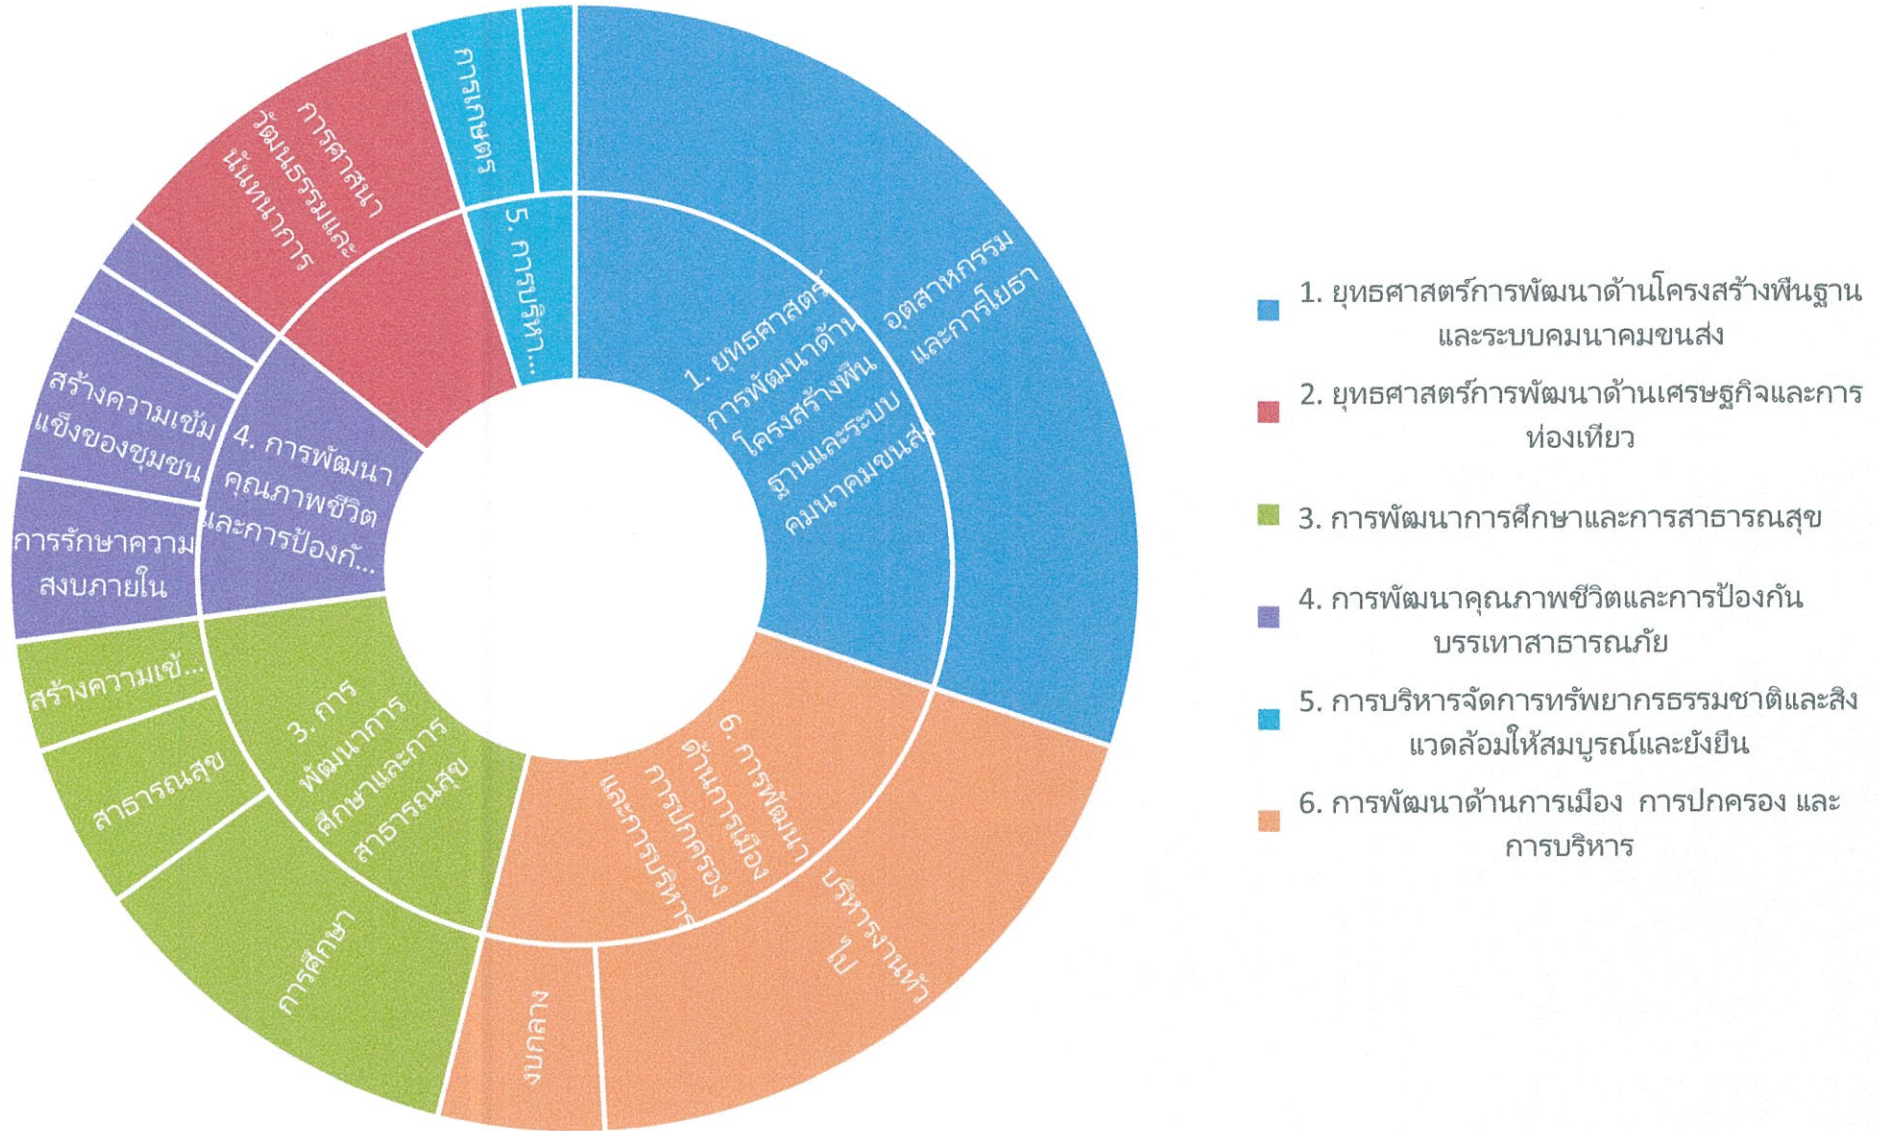 การเกษตร
5. การบริหา...
การศาสนา
วัฒนธรรมและ
นันทนาการ
อุตสาหกรรม
และการโยธา
1. ยุทธศาสตร์
การพัฒนาด้าน
โครงสร้างพืน
ฐานและระบบ
คมนาคมขนส่ง
สร้างความเข้ม
แข็งของชุมชน
4. การพัฒนา
คุณภาพชีวิต
และการป้องกั...
การรักษาความ
สงบภายใน
สร้างความเข้...
สาธารณสุข
3. การ
พัฒนาการ
ศึกษาและการ
สาธารณสุข
การศึกษา
6. การพัฒนา
ด้านการเมือง
การปกครอง
และการบริหาร
บริหารงานทัว
ไป
งบกลาง
1. ยุทธศาสตร์การพัฒนาด้านโครงสร้างพืนฐาน
และระบบคมนาคมขนส่ง
2. ยุทธศาสตร์การพัฒนาด้านเศรษฐกิจและการ
ท่องเทียว
3. การพัฒนาการศึกษาและการสาธารณสุข
4. การพัฒนาคุณภาพชีวิตและการป้องกัน
บรรเทาสาธารณภัย
5. การบริหารจัดการทรัพยากรธรรมชาติและสิง
แวดล้อมให้สมบูรณ์และยังยืน
6. การพัฒนาด้านการเมือง การปกครอง และ
การบริหาร